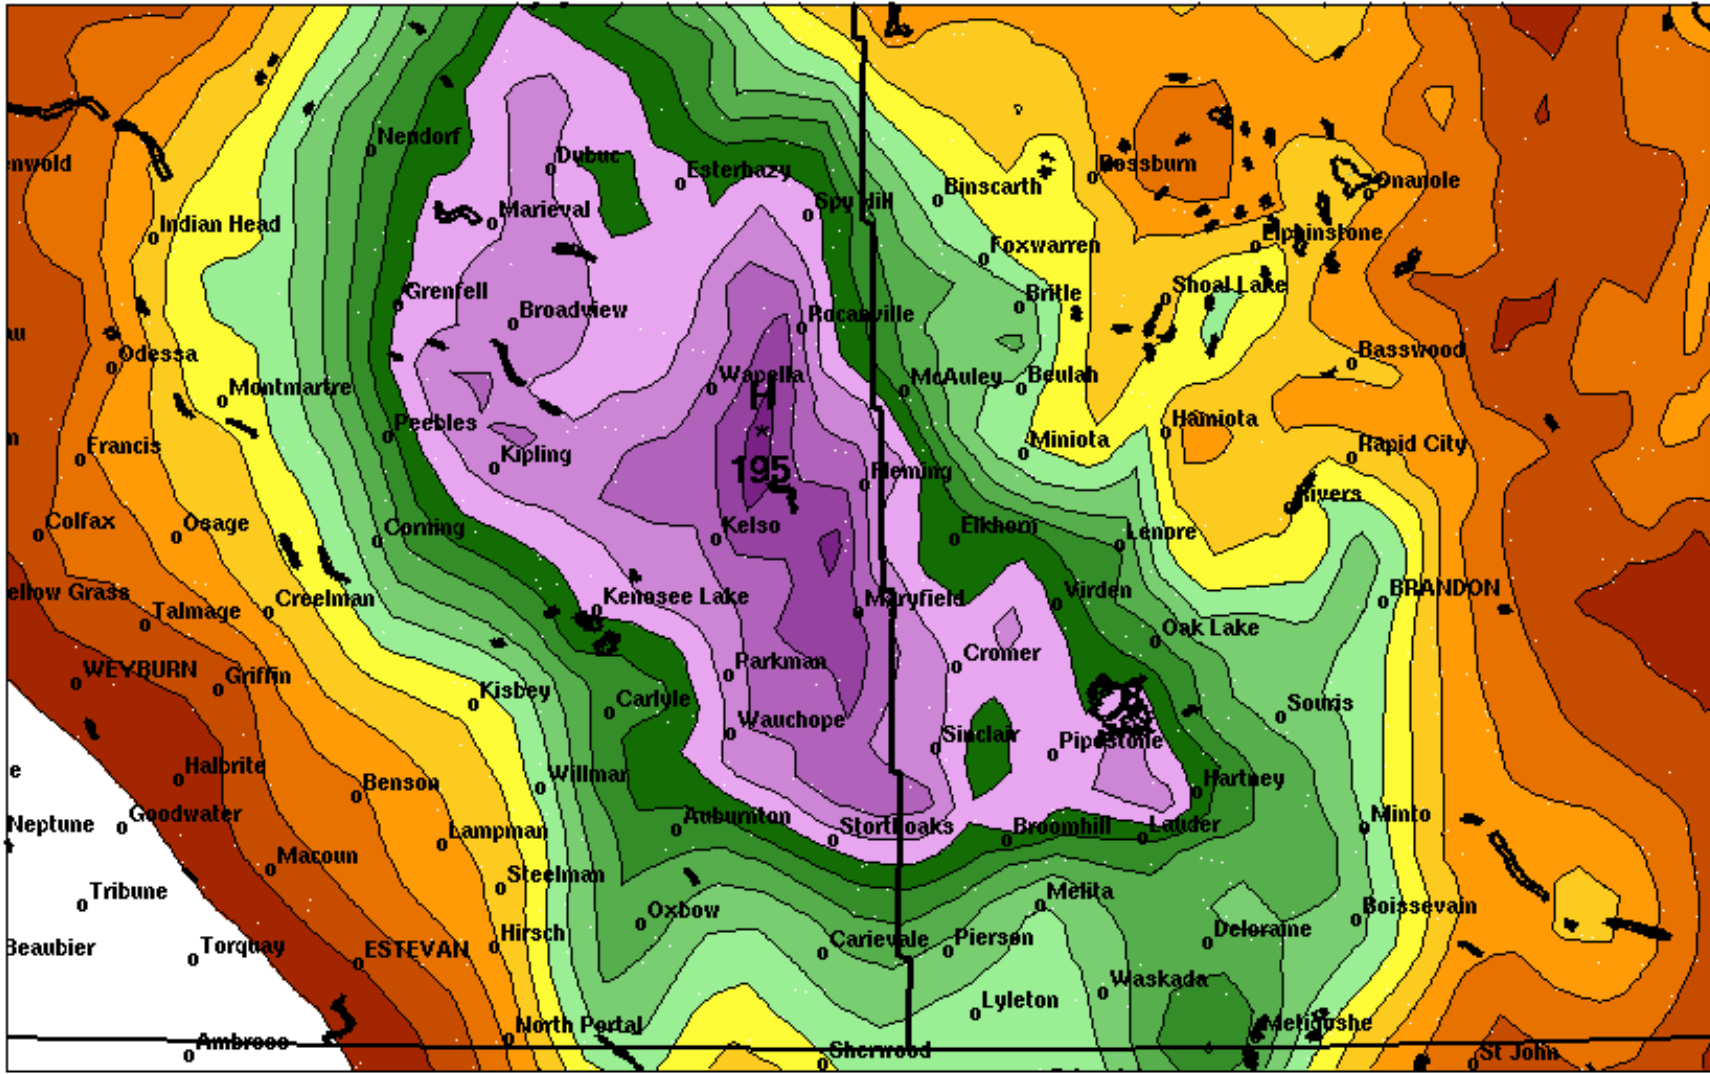 Nendorf
Dubuc
Esterhazy
Rossburn
enwold
Onanole
Binscarth
Spy Hill
Marieval
Indian Head
Elphinstone
Foxwarren
Shoal Lake
Grenfell
Birtle
Broadview
Rocanville
au
Odessa
Basswood
Wapella
McAuley
Beulah
Montmartre
H
*
Hamiota
Peebles
Miniota
Francis
Rapid City
Kipling
195
Fleming
Rivers
Colfax
Osage
Corning
Kelso
Elkhorn
Lenore
ellow Grass
BRANDON
Virden
Talmage
Creelman
Kenosee Lake
Maryfield
Oak Lake
Parkman
Cromer
WEYBURN
Griffin
Kisbey
Carlyle
Souris
Wauchope
Sinclair
Pipestone
e
Halbrite
Benson
Willmar
Hartney
Neptune
Goodwater
Auburnton
Minto
Lampman
Storthoaks
Broomhill
Lauder
Macoun
Steelman
Tribune
Melita
Oxbow
Boissevain
Beaubier
Torquay
ESTEVAN
Hirsch
Carievale
Pierson
Deloraine
Waskada
Lyleton
North Portal
Metigoshe
Ambrose
Sherwood
St John